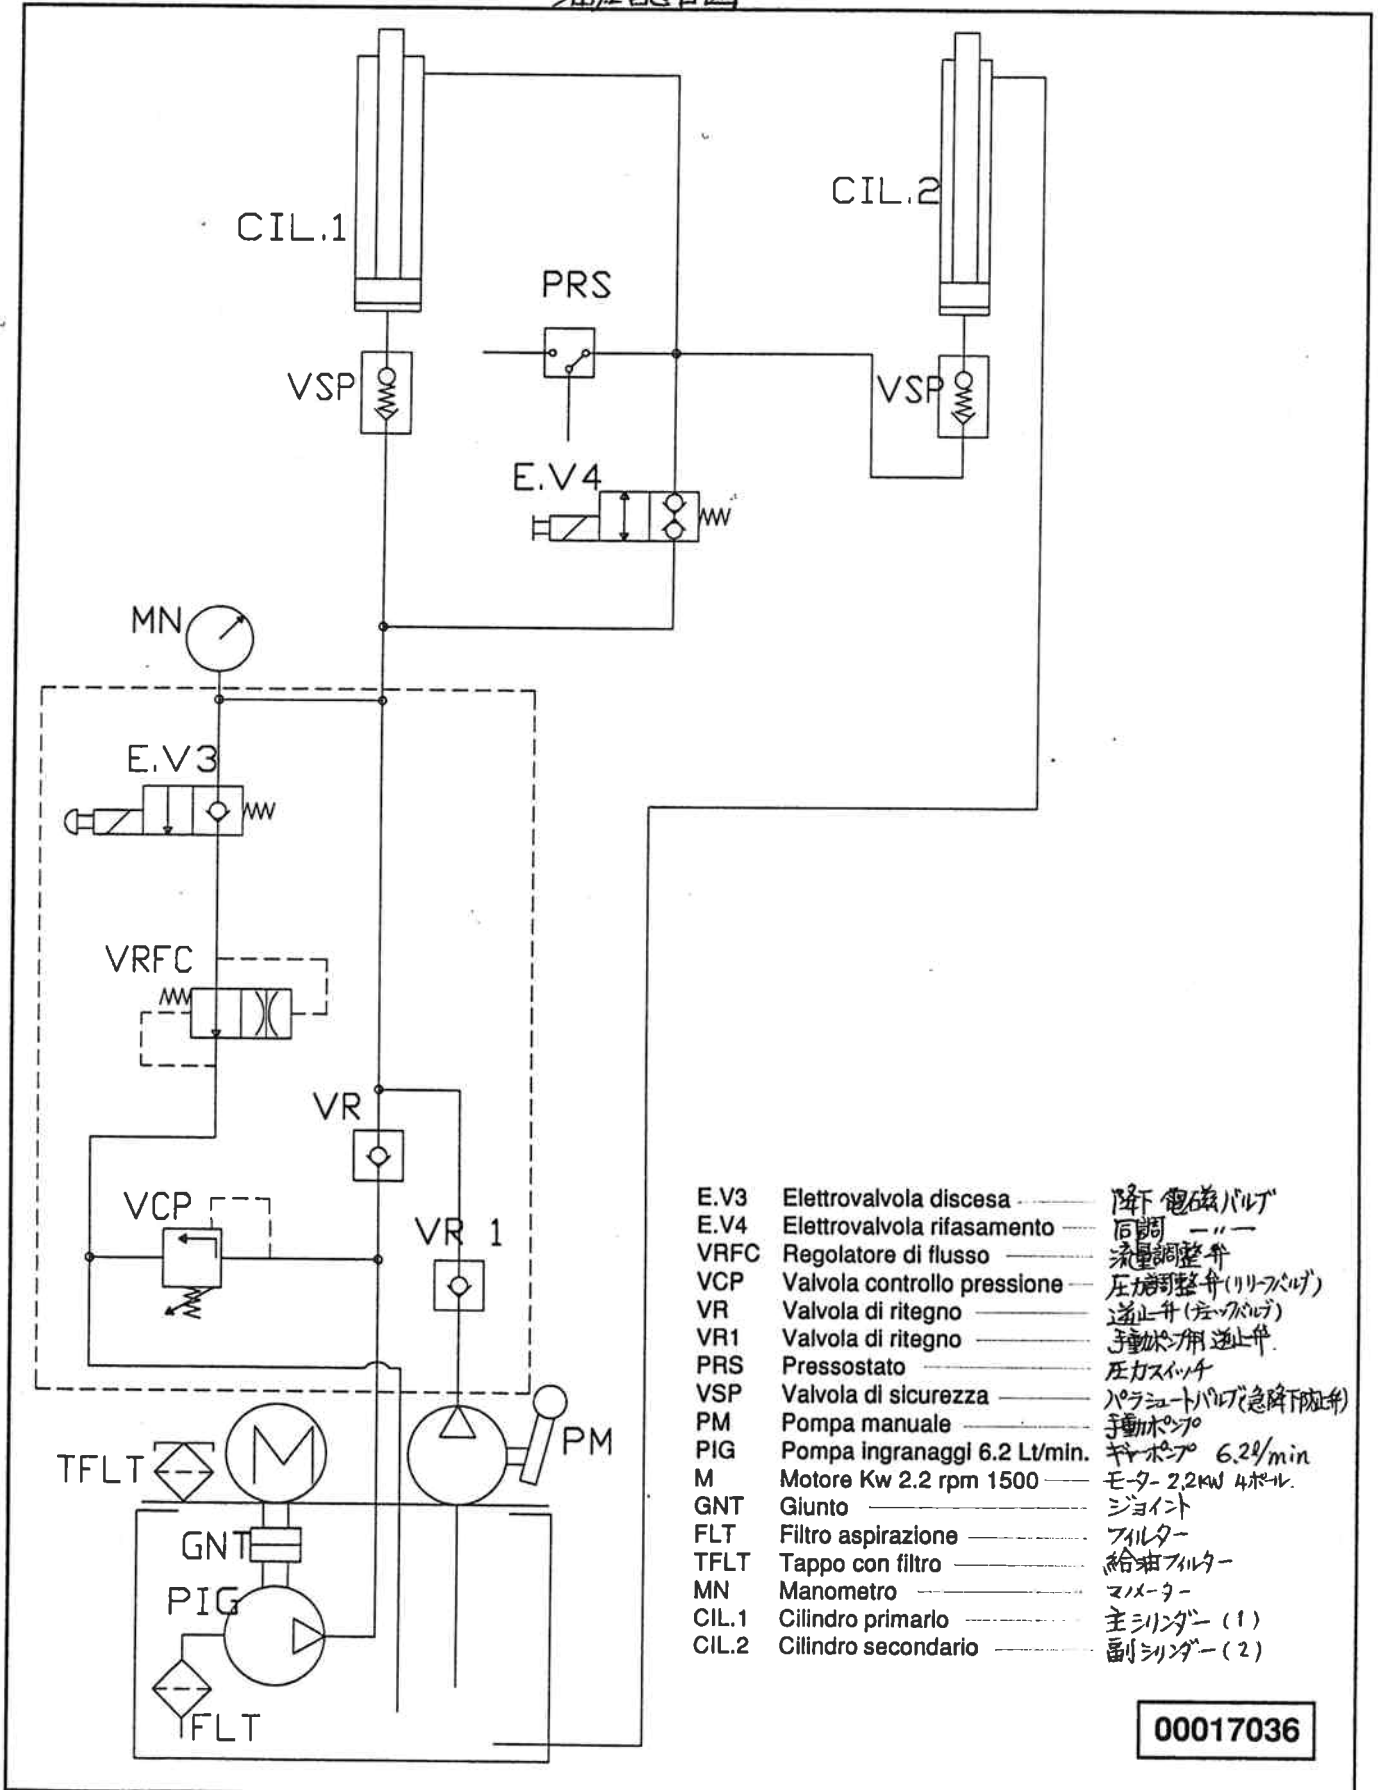 CIL.1
CIL.2
PRS
VSP
VSP
E.V4
MN
E.V3
VRFC
VR
VCP
VR 1
PM
TFLT
M
GNT
PIG
FLT
E.V3 Elettrovalvola discesa 降下 電磁バルブ
E.V4 Elettrovalvola rifasamento 同調 ー〃ー
VRFC Regolatore di flusso 流量調整弁
VCP Valvola controllo pressione 圧力調整弁(リリーフバルブ)
VR Valvola di ritegno 逆止弁(チェックバルブ)
VR1 Valvola di ritegno 手動ポンプ用 逆止弁.
PRS Pressostato 圧力スイッチ
VSP Valvola di sicurezza パラシュートバルブ(急降下防止弁)
PM Pompa manuale 手動ポンプ
PIG Pompa ingranaggi 6.2 Lt/min. ギヤーポンプ 6.2ℓ/min
M Motore Kw 2.2 rpm 1500 モーター 2.2KW 4ポール.
GNT Giunto ジョイント
FLT Filtro aspirazione フィルター
TFLT Tappo con filtro 給油フィルター
MN Manometro マノメーター
CIL.1 Cilindro primario 主シリンダー (1)
CIL.2 Cilindro secondario 副シリンダー (2)
00017036